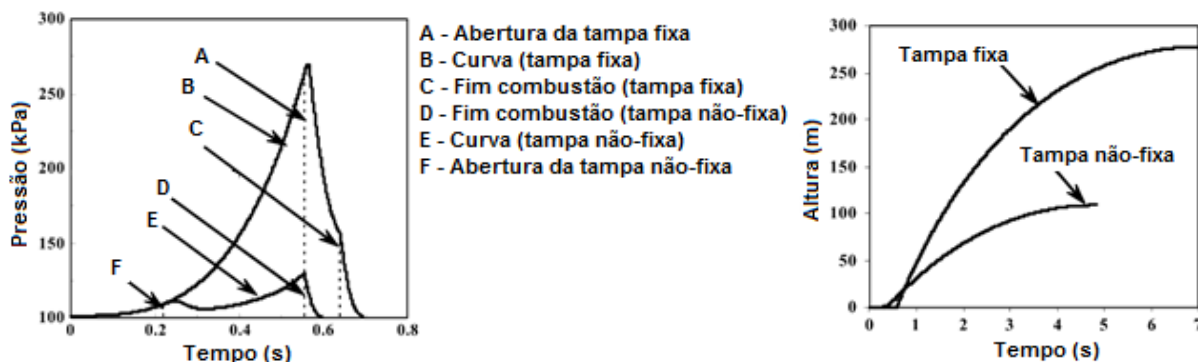 300
250
200
150
100
0
0.2
0.4
0.6
0.8
Pressão (kPa)
Tempo (s)
A
B
C
D
E
F
A - Abertura da tampa fixa
B - Curva (tampa fixa)
C - Fim combustão (tampa fixa)
D - Fim combustão (tampa não-fixa)
E - Curva (tampa não-fixa)
F - Abertura da tampa não-fixa
300
250
200
150
100
50
0
0
1
2
3
4
5
6
7
Altura (m)
Tempo (s)
Tampa fixa
Tampa não-fixa